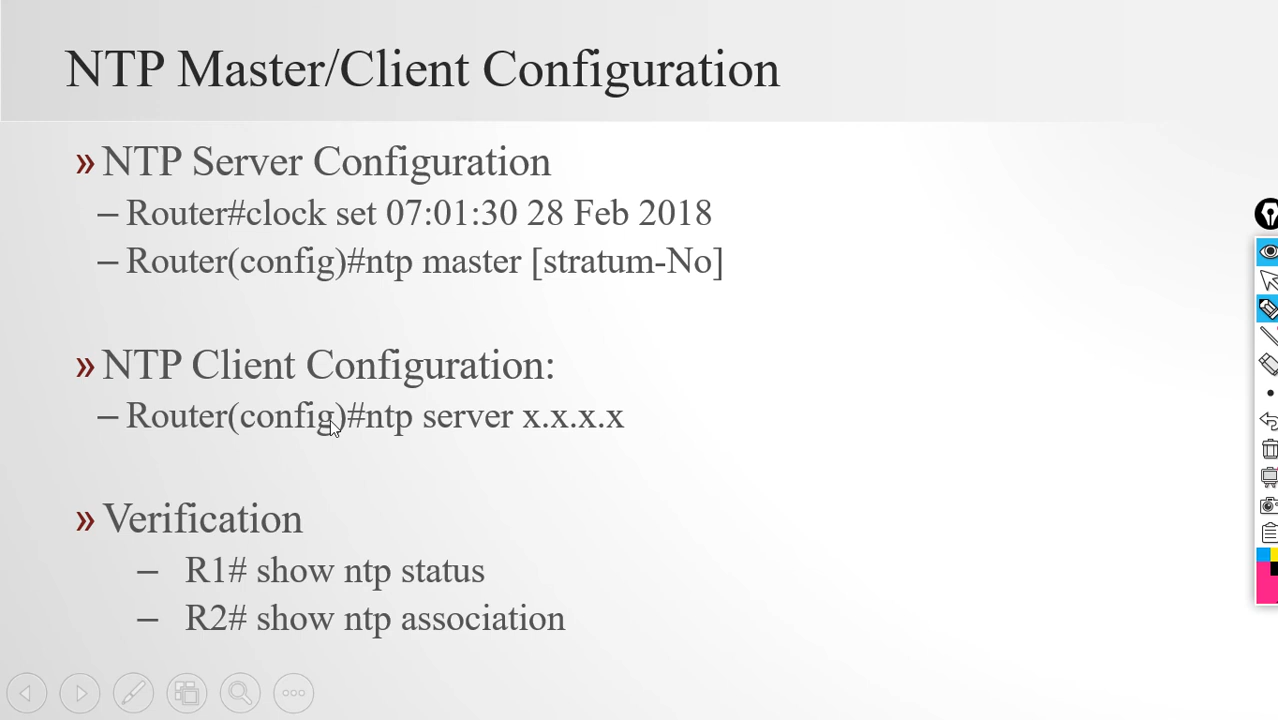 NTP Master/Client Configuration
» NTP Server Configuration
– Router#clock set 07:01:30 28 Feb 2018
– Router(config)#ntp master [stratum-No]
» NTP Client Configuration:
– Router(config)#ntp server x.x.x.x
» Verification
– R1# show ntp status
– R2# show ntp association